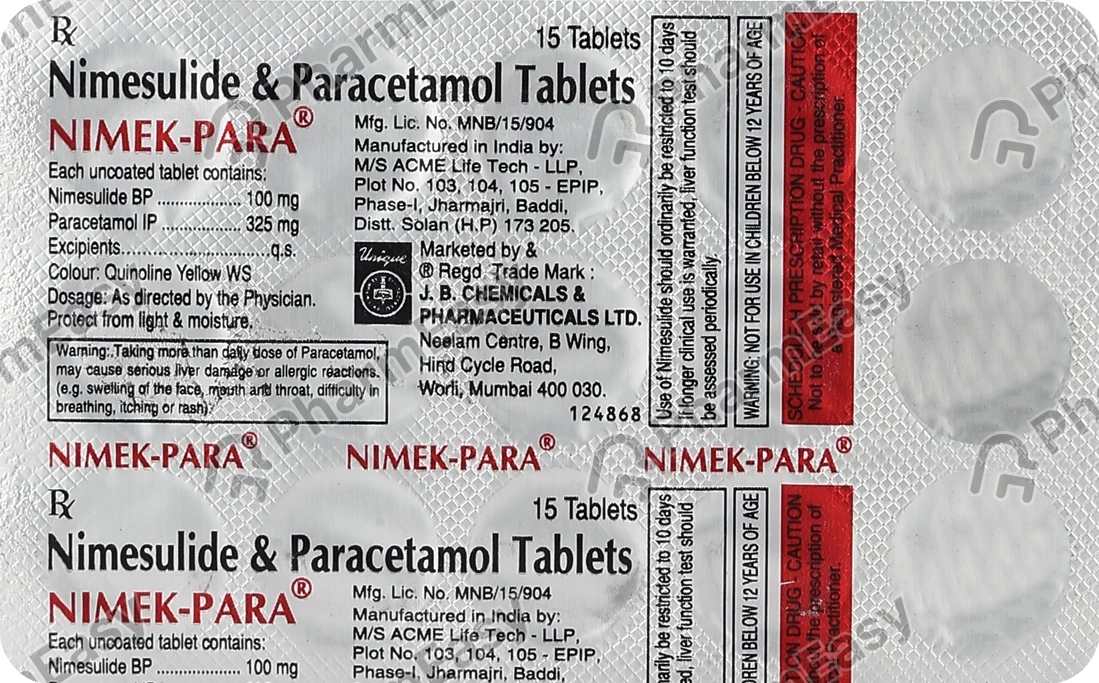 Rx
15 Tablets
Nimesulide & Paracetamol Tablets
NIMEK-PARA®
Each uncoated tablet contains:
Nimesulide BP ................... 100 mg
Paracetamol IP .................. 325 mg
Excipients.................................q.s.
Colour: Quinoline Yellow WS
Dosage: As directed by the Physician.
Protect from light & moisture.
Warning: Taking more than daily dose of Paracetamol,
may cause serious liver damage or allergic reactions.
(e.g. swelling of the face, mouth and throat, difficulty in
breathing, itching or rash).
Mfg. Lic. No. MNB/15/904
Manufactured in India by:
M/S ACME Life Tech - LLP,
Plot No. 103, 104, 105 - EPIP,
Phase-I, Jharmajri, Baddi,
Distt. Solan (H.P) 173 205.
Unique
Marketed by &
® Regd. Trade Mark :
J. B. CHEMICALS &
PHARMACEUTICALS LTD.
Neelam Centre, B Wing,
Hind Cycle Road,
Worli, Mumbai 400 030.
124868
Use of Nimesulide should ordinarily be restricted to 10 days
if longer clinical use is warranted, liver function test should
be assessed periodically.
WARNING: NOT FOR USE IN CHILDREN BELOW 12 YEARS OF AGE
SCHEDULE H PRESCRIPTION DRUG - CAUTION
Not to be sold by retail without the prescription of
a Registered Medical Practitioner.
NIMEK-PARA® NIMEK-PARA® NIMEK-PARA®
Rx
15 Tablets
Nimesulide & Paracetamol Tablets
NIMEK-PARA®
Each uncoated tablet contains:
Nimesulide BP ................... 100 mg
Mfg. Lic. No. MNB/15/904
Manufactured in India by:
M/S ACME Life Tech - LLP,
Plot No. 103, 104, 105 - EPIP,
Phase-I, Jharmajri, Baddi,
be restricted to 10 days
liver function test should
BELOW 12 YEARS OF AGE
DRUG CAUTION
the prescription of
Practitioner.
PharmEasy